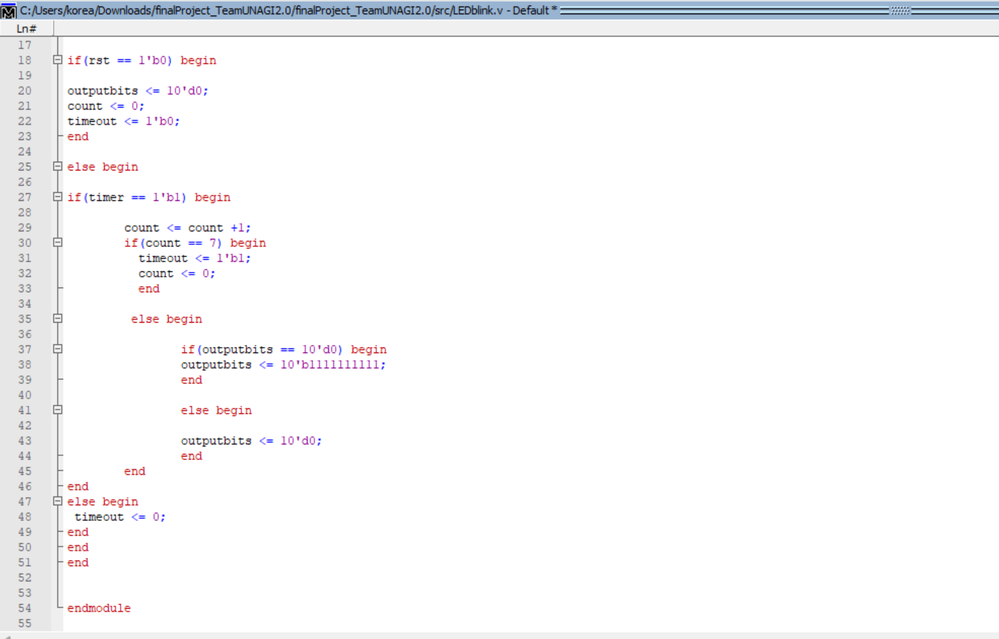 C:/Users/korea/Downloads/finalProject_TeamUNAGI2.0/finalProject_TeamUNAGI2.0/src/LEDblink.v - Default *
Ln#
17
18 if(rst == 1'b0) begin
19
20 outputbits <= 10'd0;
21 count <= 0;
22 timeout <= 1'b0;
23 end
24
25 else begin
26
27 if(timer == 1'b1) begin
28
29 count <= count +1;
30 if(count == 7) begin
31 timeout <= 1'b1;
32 count <= 0;
33 end
34
35 else begin
36
37 if(outputbits == 10'd0) begin
38 outputbits <= 10'b1111111111;
39 end
40
41 else begin
42
43 outputbits <= 10'd0;
44 end
45 end
46 end
47 else begin
48 timeout <= 0;
49 end
50 end
51 end
52
53
54 endmodule
55